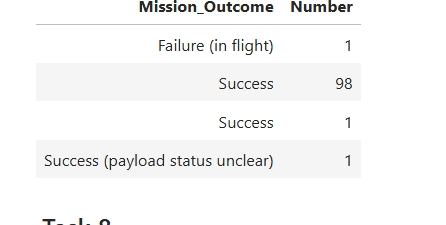 Mission_Outcome Number
Failure (in flight) 1
Success 98
Success 1
Success (payload status unclear) 1